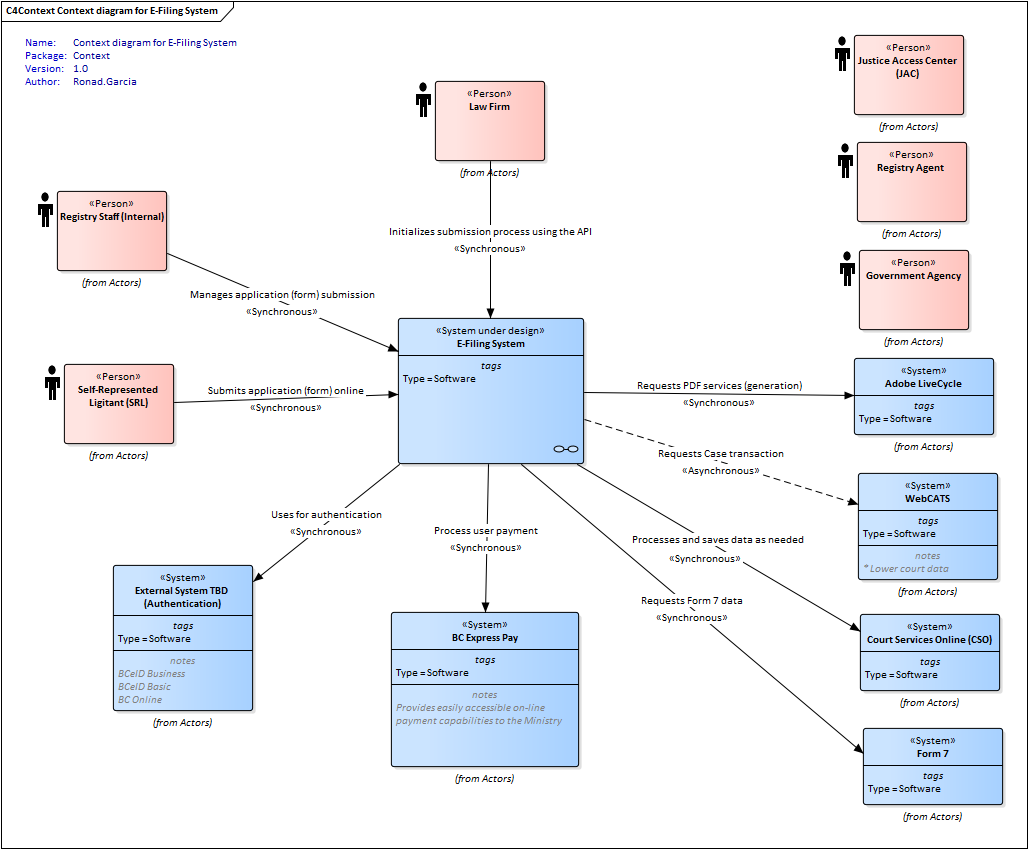 C4Context Context diagram for E-Filing System
Name: Context diagram for E-Filing System
Package: Context
Version: 1.0
Author: Ronad.Garcia
«Person»
Justice Access Center
(JAC)
(from Actors)
«Person»
Law Firm
(from Actors)
«Person»
Registry Agent
(from Actors)
«Person»
Registry Staff (Internal)
(from Actors)
Initializes submission process using the API
«Synchronous»
«Person»
Government Agency
(from Actors)
Manages application (form) submission
«Synchronous»
«System under design»
E-Filing System
tags
Type = Software
«Person»
Self-Represented
Ligitant (SRL)
(from Actors)
Submits application (form) online
«Synchronous»
Requests PDF services (generation)
«Synchronous»
«System»
Adobe LiveCycle
tags
Type = Software
(from Actors)
Requests Case transaction
«Asynchronous»
«System»
WebCATS
tags
Type = Software
notes
* Lower court data
(from Actors)
Uses for authentication
«Synchronous»
Process user payment
«Synchronous»
Processes and saves data as needed
«Synchronous»
Requests Form 7 data
«Synchronous»
«System»
External System TBD
(Authentication)
tags
Type = Software
notes
BCeID Business
BCeID Basic
BC Online
(from Actors)
«System»
BC Express Pay
tags
Type = Software
notes
Provides easily accessible on-line
payment capabilities to the Ministry
(from Actors)
«System»
Court Services Online (CSO)
tags
Type = Software
(from Actors)
«System»
Form 7
tags
Type = Software
(from Actors)